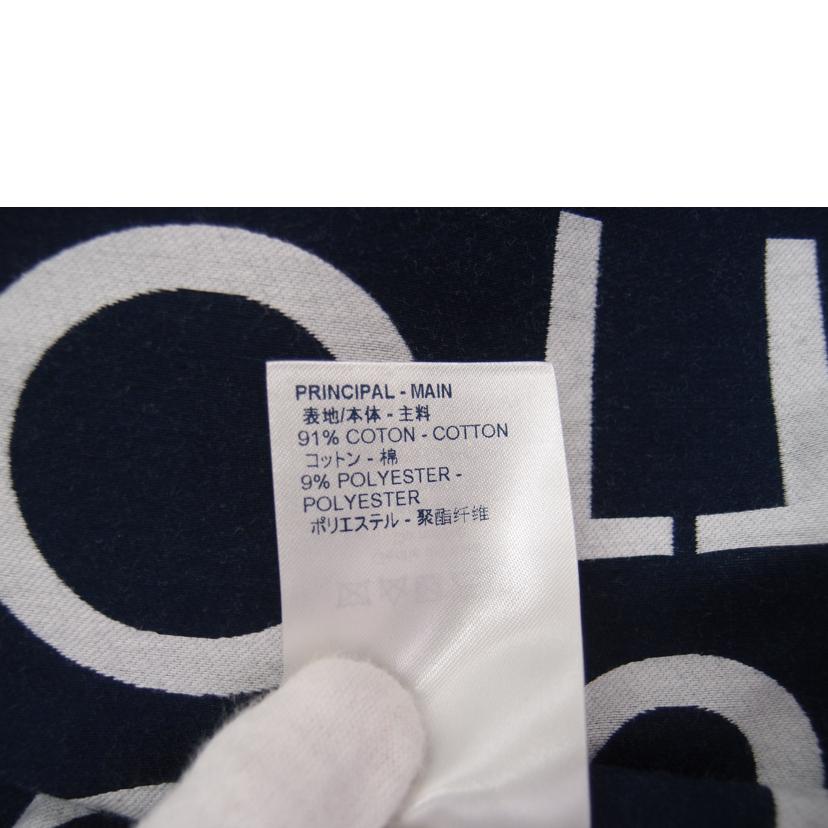 PRINCIPAL - MAIN
表地/本体 - 主料
91% COTON - COTTON
コットン - 棉
9% POLYESTER -
POLYESTER
ポリエステル - 聚酯纤维